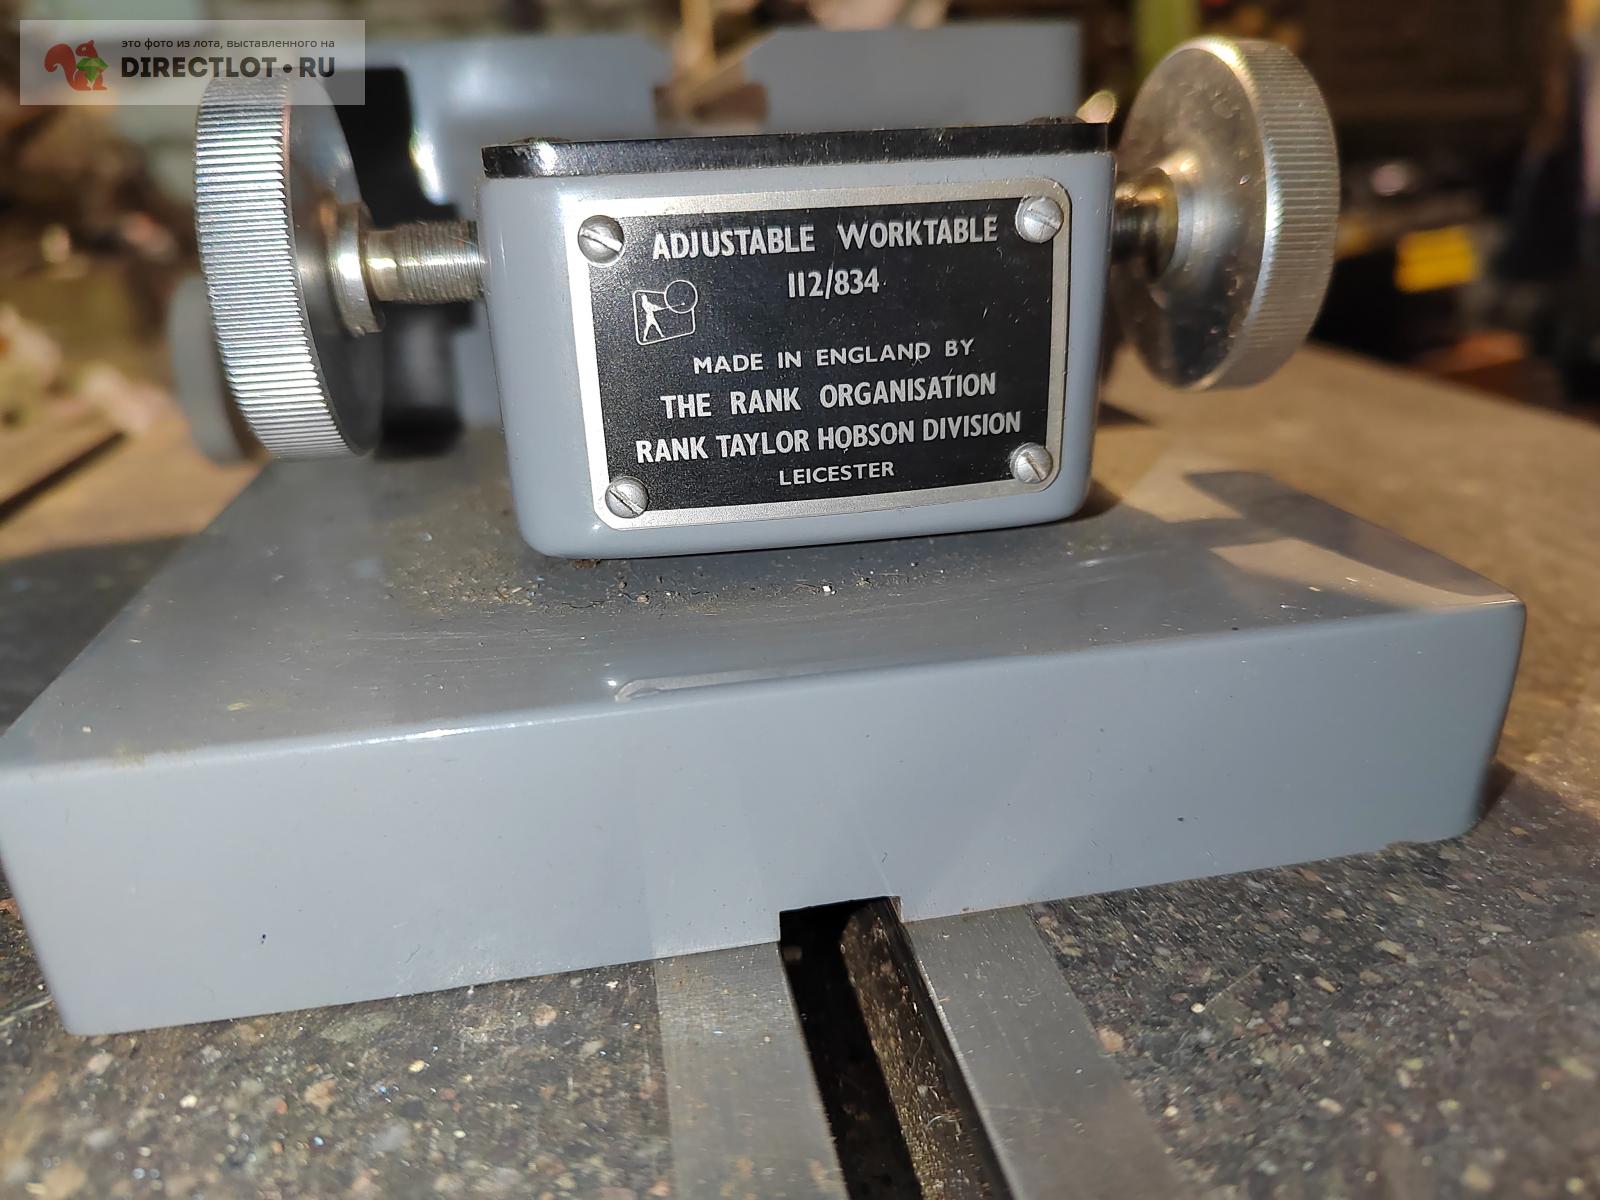 это фото из лота, выставленного на
DIRECTLOT•RU
ADJUSTABLE WORKTABLE
112/834
MADE IN ENGLAND BY
THE RANK ORGANISATION
RANK TAYLOR HOBSON DIVISION
LEICESTER